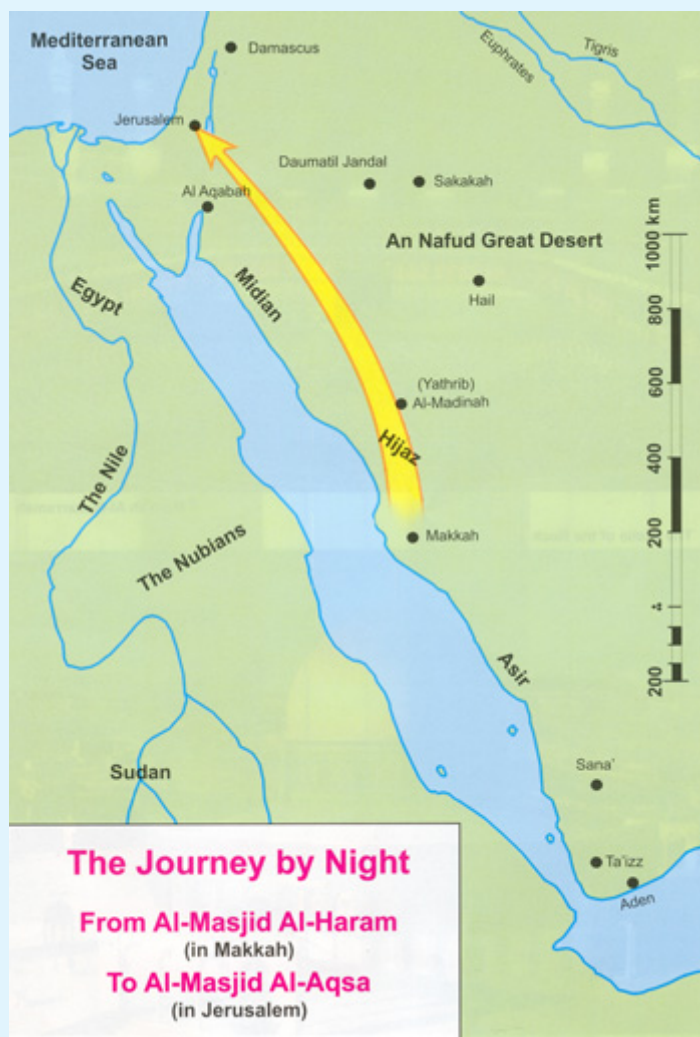 Mediterranean
Sea
Damascus
Euphrates
Tigris
Jerusalem
Daumatil Jandal
Sakakah
Al Aqabah
An Nafud Great Desert
Hail
Egypt
Midian
(Yathrib)
Al-Madinah
Hijaz
The Nile
Makkah
The Nubians
Asir
Sudan
Sana'
Ta'izz
Aden
1000 km
800
600
400
200
200
The Journey by Night
From Al-Masjid Al-Haram
(in Makkah)
To Al-Masjid Al-Aqsa
(in Jerusalem)